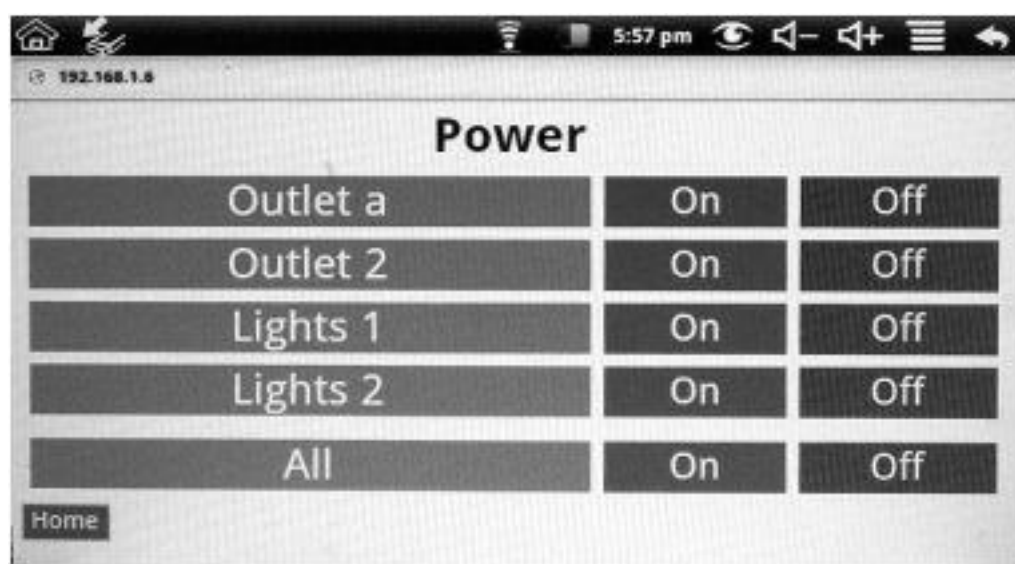 5:57 pm
192.168.1.6
Power
Outlet a On Off
Outlet 2 On Off
Lights 1 On Off
Lights 2 On Off
All On Off
Home